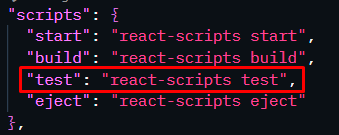 "scripts": {
"start": "react-scripts start",
"build": "react-scripts build",
"test": "react-scripts test",
"eject": "react-scripts eject"
},